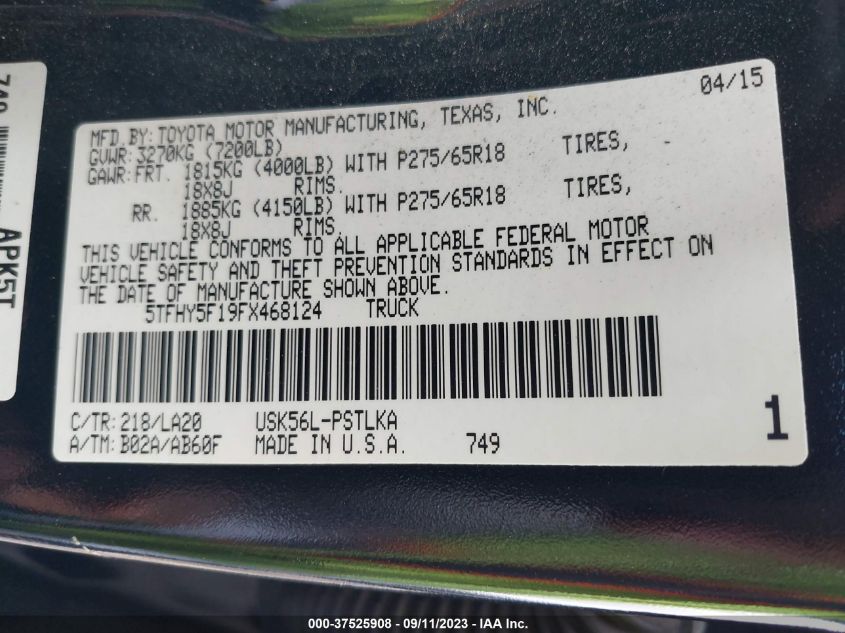 04/15
MFD. BY: TOYOTA MOTOR MANUFACTURING, TEXAS, INC.
GVWR: 3270KG (7200LB)
GAWR: FRT. 1815KG (4000LB) WITH P275/65R18 TIRES,
18X8J RIMS.
RR. 1885KG (4150LB) WITH P275/65R18 TIRES,
18X8J RIMS.
THIS VEHICLE CONFORMS TO ALL APPLICABLE FEDERAL MOTOR
VEHICLE SAFETY AND THEFT PREVENTION STANDARDS IN EFFECT ON
THE DATE OF MANUFACTURE SHOWN ABOVE.
5TFHY5F19FX468124 TRUCK
C/TR: 218/LA20 USK56L-PSTLKA
A/TM: B02A/AB60F MADE IN U.S.A. 749
1
749
APK5T
000-37525908 - 09/11/2023 - IAA Inc.